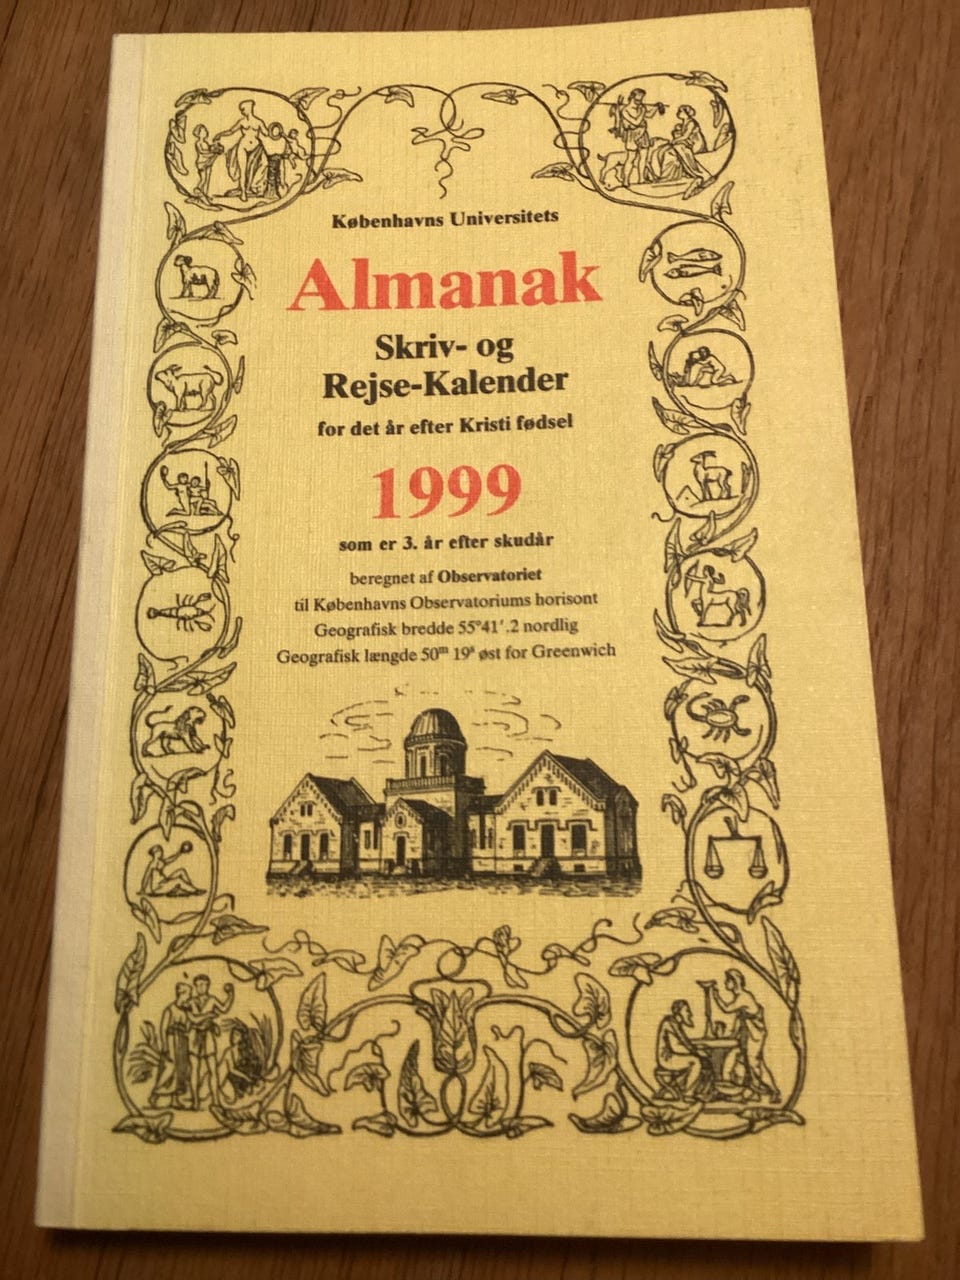 Københavns Universitets
Almanak
Skriv- og
Rejse-Kalender
for det år efter Kristi fødsel
1999
som er 3. år efter skudår
beregnet af Observatoriet
til Københavns Observatoriums horisont
Geografisk bredde 55°41′.2 nordlig
Geografisk længde 50ᵐ 19ˢ øst for Greenwich